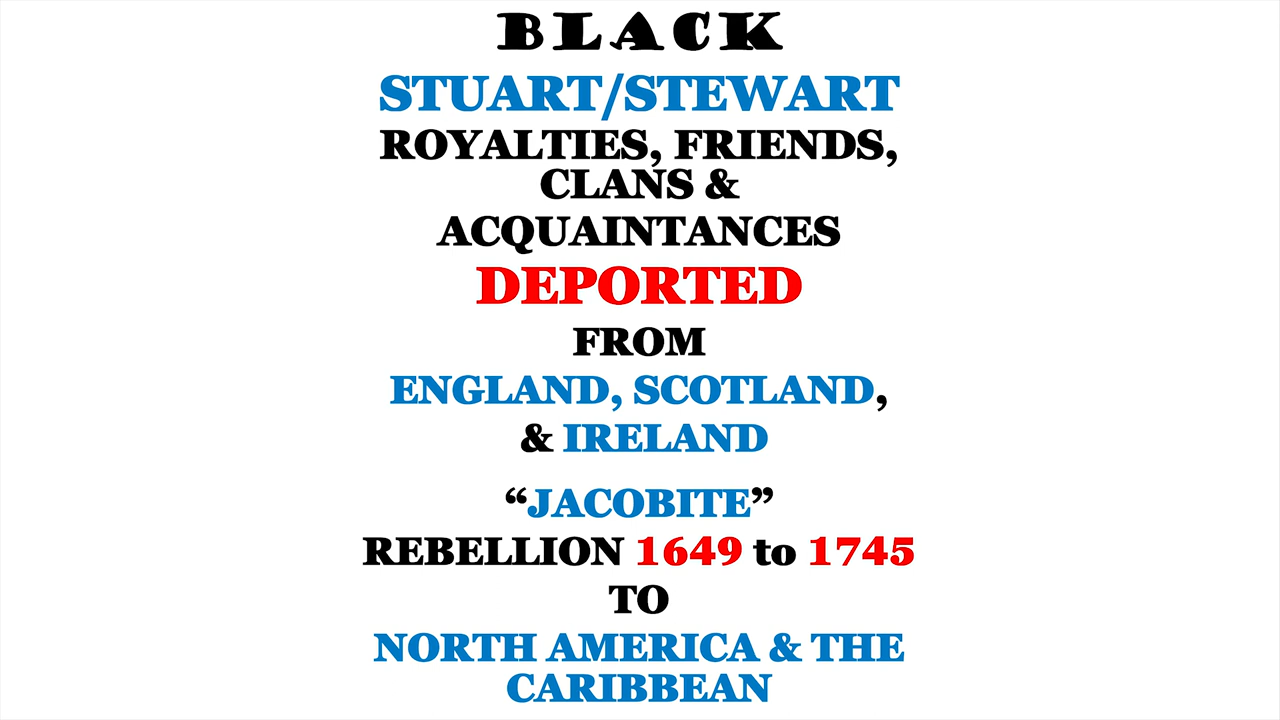 BLACK
STUART/STEWART
ROYALTIES, FRIENDS,
CLANS &
ACQUAINTANCES
DEPORTED
FROM
ENGLAND, SCOTLAND,
& IRELAND
“JACOBITE”
REBELLION 1649 to 1745
TO
NORTH AMERICA & THE
CARIBBEAN